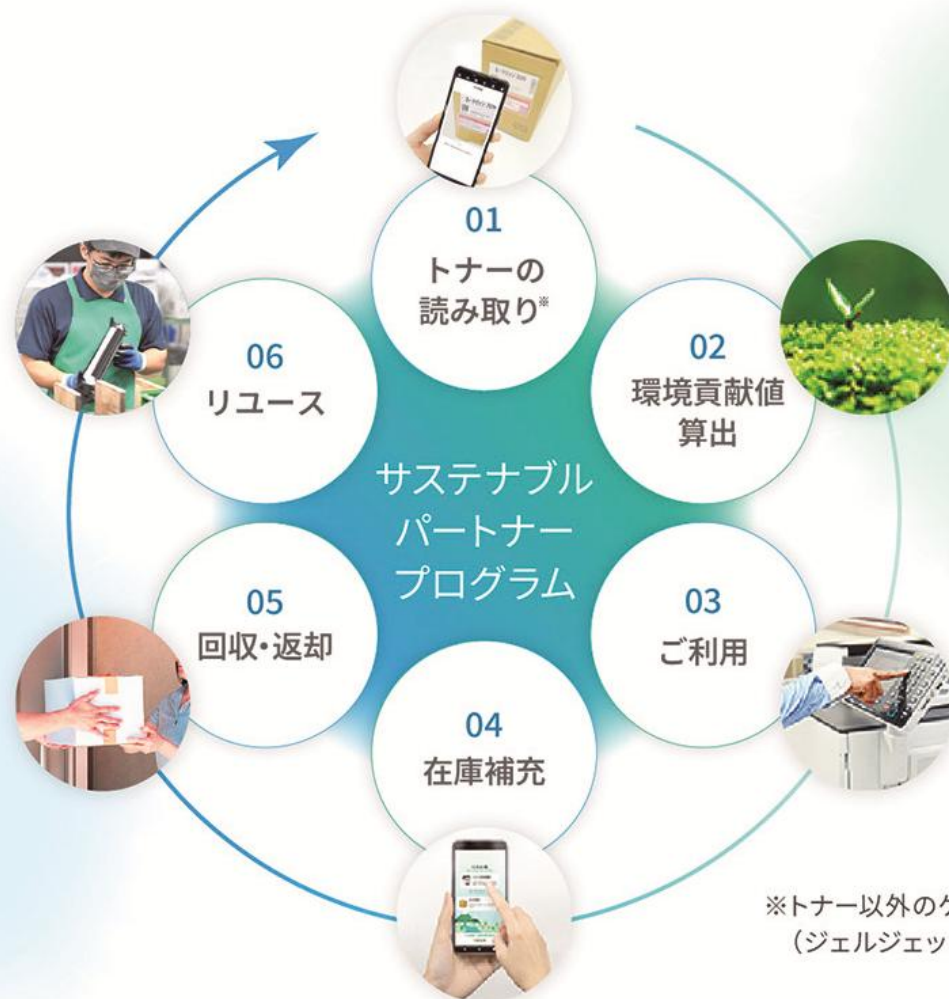 01
トナーの
読み取り※
02
環境貢献値
算出
03
ご利用
04
在庫補充
05
回収・返却
06
リユース
サステナブル
パートナー
プログラム
※トナー以外の
（ジェルジェッ